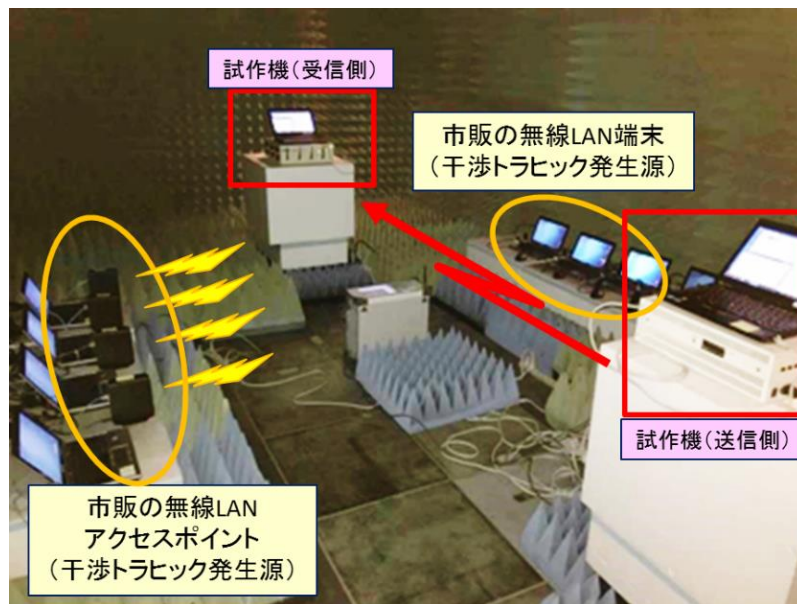 試作機（受信側）
市販の無線LAN端末
（干渉トラヒック発生源）
試作機（送信側）
市販の無線LAN
アクセスポイント
（干渉トラヒック発生源）